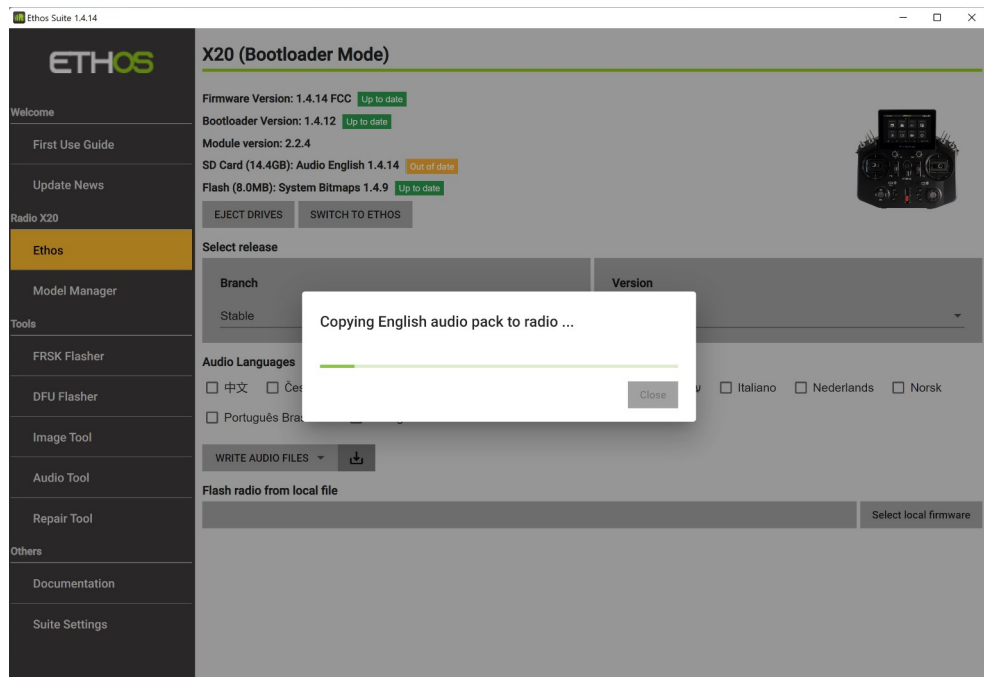 Ethos Suite 1.4.14
ETHOS
Welcome
First Use Guide
Update News
Radio X20
Ethos
Model Manager
Tools
FRSK Flasher
DFU Flasher
Image Tool
Audio Tool
Repair Tool
Others
Documentation
Suite Settings
X20 (Bootloader Mode)
Firmware Version: 1.4.14 FCC Up to date
Bootloader Version: 1.4.12 Up to date
Module version: 2.2.4
SD Card (14.4GB): Audio English 1.4.14 Out of date
Flash (8.0MB): System Bitmaps 1.4.9 Up to date
EJECT DRIVES SWITCH TO ETHOS
Select release
Branch Version
Stable
Copying English audio pack to radio ...
Close
Audio Languages
中文 Italiano Nederlands Norsk
Português
WRITE AUDIO FILES
Flash radio from local file
Select local firmware